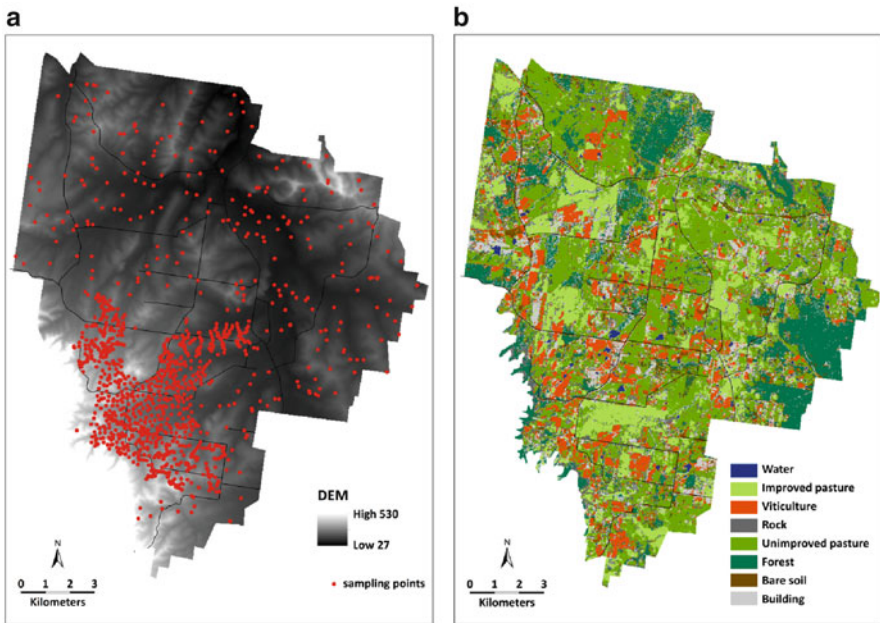 a
DEM
High 530
Low 27
sampling points
N
0 1 2 3
Kilometers
b
Water
Improved pasture
Viticulture
Rock
Unimproved pasture
Forest
Bare soil
Building
N
0 1 2 3
Kilometers